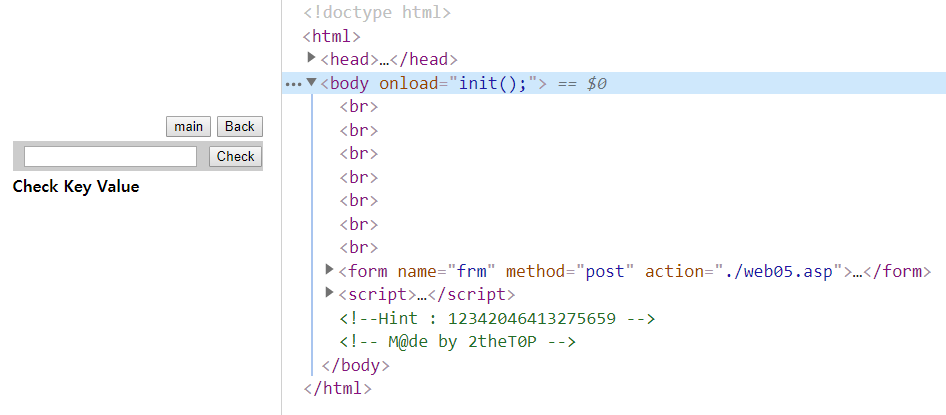 main Back
Check
Check Key Value
<!doctype html>
<html>
<head>…</head>
<body onload="init();"> == $0
<br>
<br>
<br>
<br>
<br>
<br>
<br>
<form name="frm" method="post" action="./web05.asp">…</form>
<script>…</script>
<!--Hint : 12342046413275659 -->
<!-- M@de by 2theT0P -->
</body>
</html>